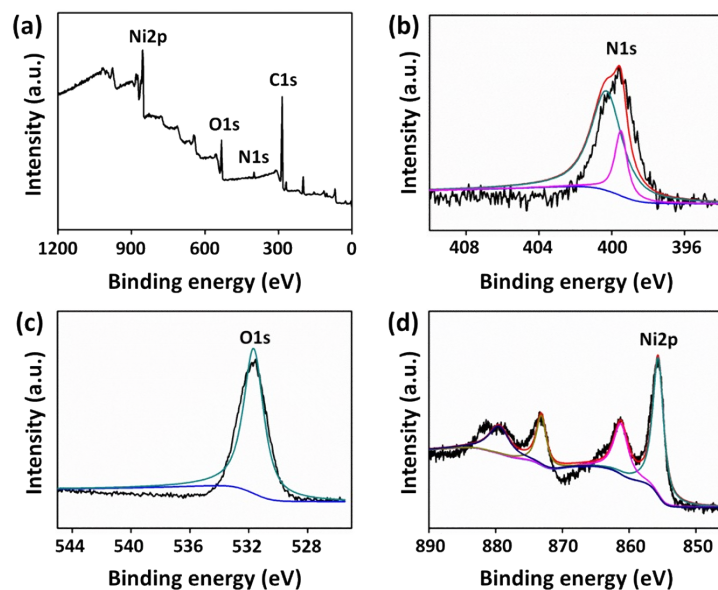 (a)
Ni2p
C1s
O1s
N1s
Intensity (a.u.)
1200 900 600 300 0
Binding energy (eV)
(b)
N1s
Intensity (a.u.)
408 404 400 396
Binding energy (eV)
(c)
O1s
Intensity (a.u.)
544 540 536 532 528
Binding energy (eV)
(d)
Ni2p
Intensity (a.u.)
890 880 870 860 850
Binding energy (eV)